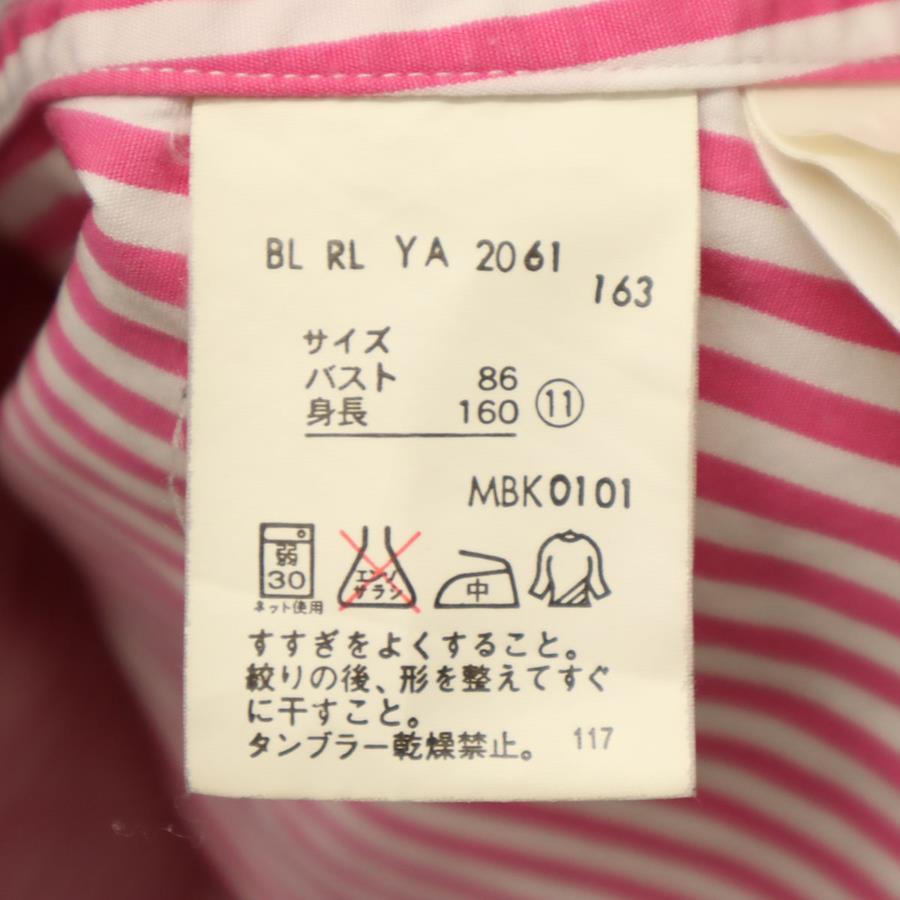 BL RL YA 2061
163
サイズ
バスト 86
身長 160 ⑪
MBK0101
弱
30
ネット使用
エンソ
サラシ
中
すすぎをよくすること。
絞りの後、形を整えてすぐ
に干すこと。
タンブラー乾燥禁止。 117